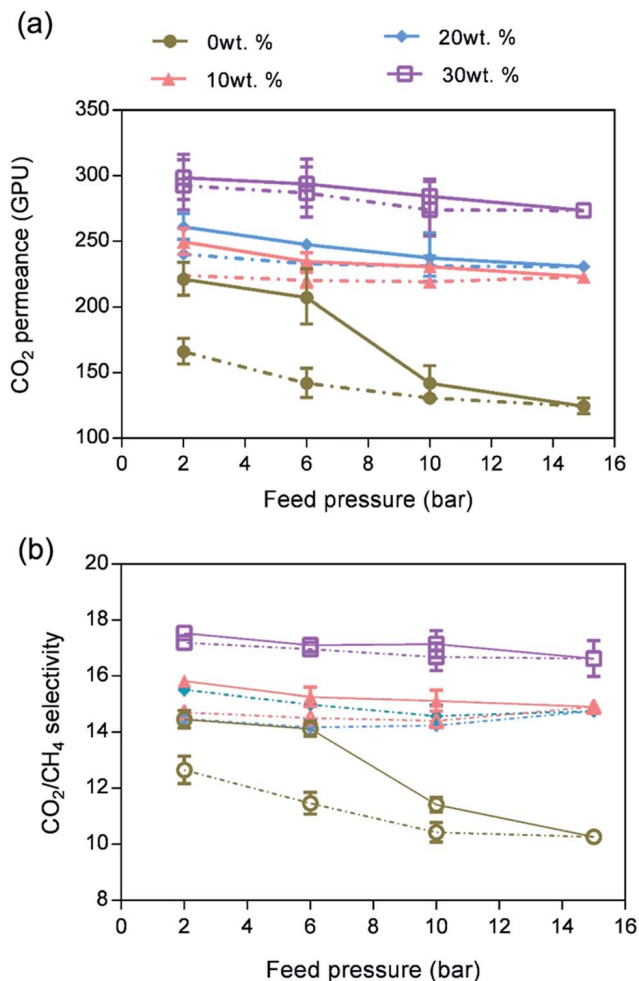 (a)
0wt. %
20wt. %
10wt. %
30wt. %
350
300
250
200
150
100
CO₂ permeance (GPU)
0 2 4 6 8 10 12 14 16
Feed pressure (bar)
(b)
20
18
16
14
12
10
8
CO₂/CH₄ selectivity
0 2 4 6 8 10 12 14 16
Feed pressure (bar)